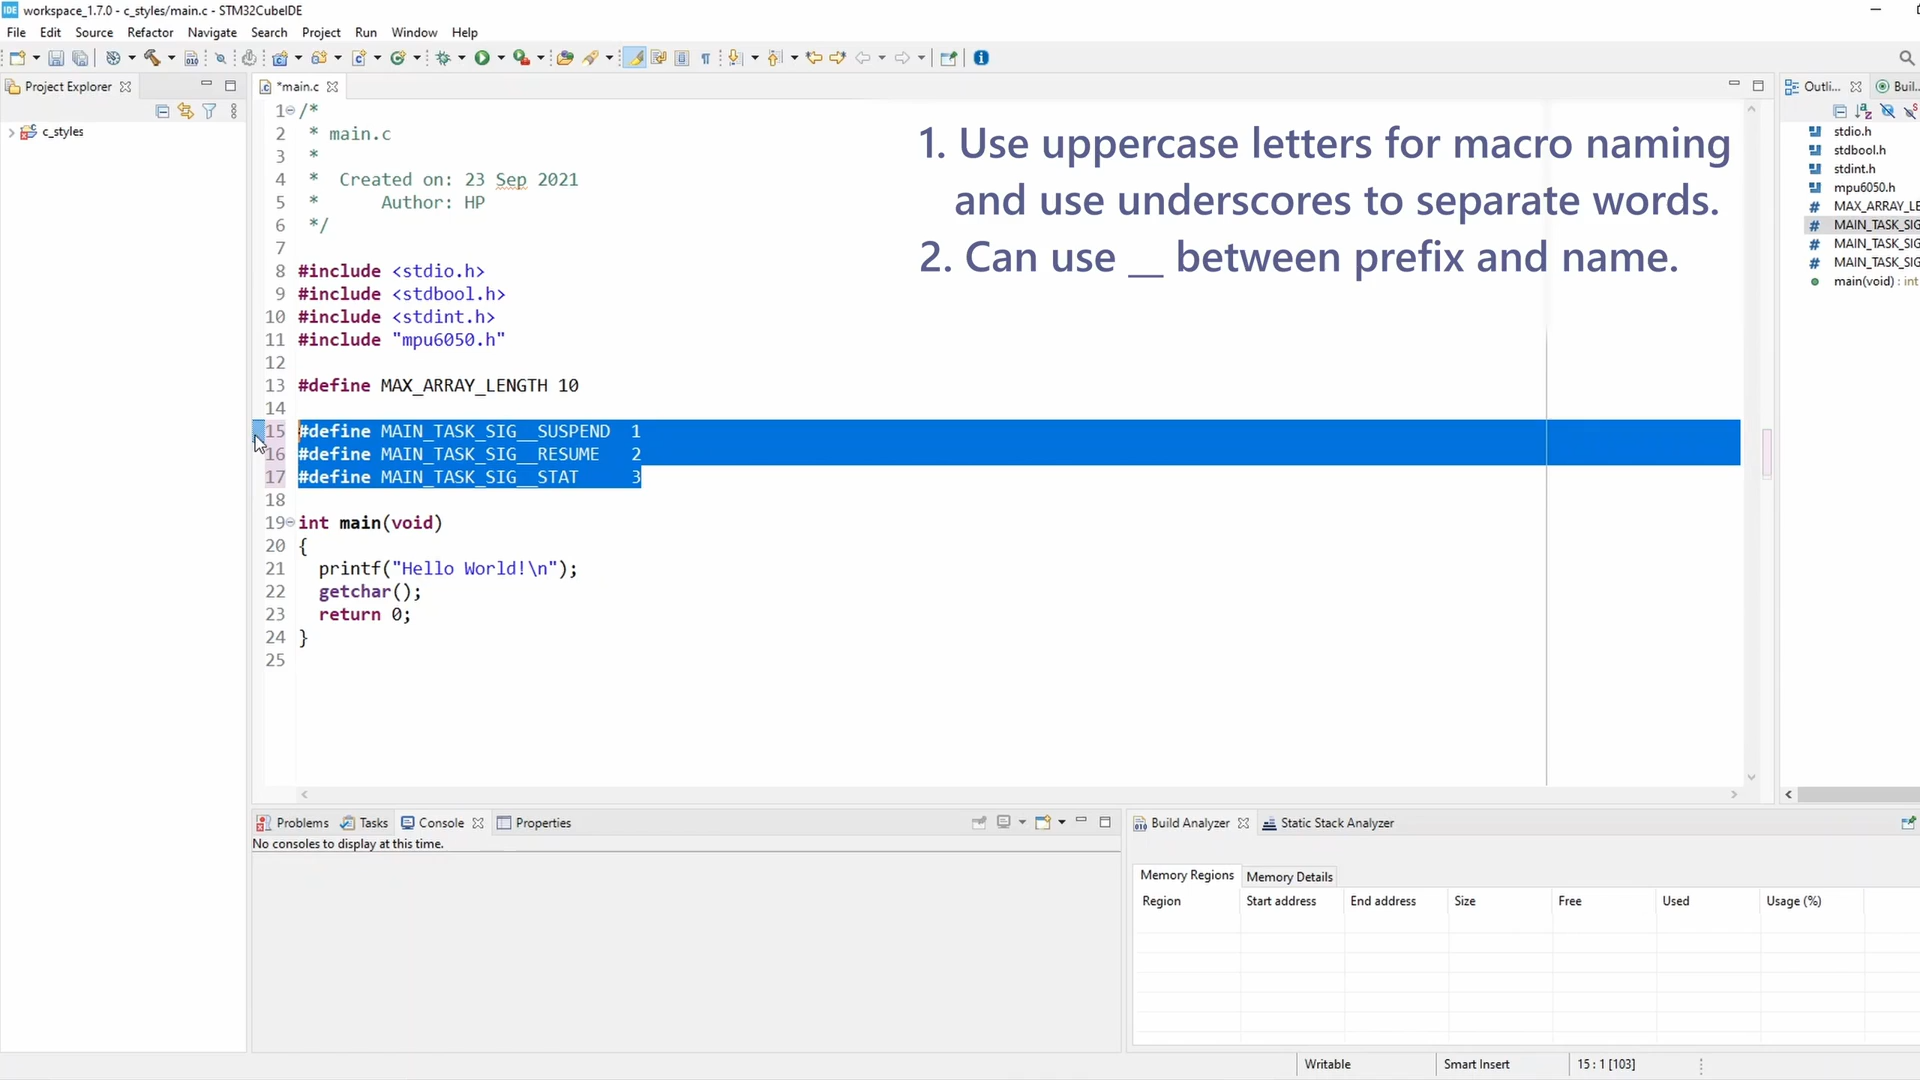 workspace_1.7.0 - c_styles/main.c - STM32CubeIDE
File Edit Source Refactor Navigate Search Project Run Window Help
Project Explorer
c_styles
*main.c
1 /*
2 * main.c
3 *
4 * Created on: 23 Sep 2021
5 * Author: HP
6 */
7
8 #include <stdio.h>
9 #include <stdbool.h>
10 #include <stdint.h>
11 #include "mpu6050.h"
12
13 #define MAX_ARRAY_LENGTH 10
14
15 #define MAIN_TASK_SIG__SUSPEND 1
16 #define MAIN_TASK_SIG__RESUME 2
17 #define MAIN_TASK_SIG__STAT 3
18
19 int main(void)
20 {
21 printf("Hello World!\n");
22 getchar();
23 return 0;
24 }
25
1. Use uppercase letters for macro naming
and use underscores to separate words.
2. Can use __ between prefix and name.
Outli... Buil...
stdio.h
stdbool.h
stdint.h
mpu6050.h
MAX_ARRAY_LE
MAIN_TASK_SIG
MAIN_TASK_SIG
MAIN_TASK_SIG
main(void) : int
Problems Tasks Console Properties
No consoles to display at this time.
Build Analyzer Static Stack Analyzer
Memory Regions Memory Details
Region Start address End address Size Free Used Usage (%)
Writable Smart Insert 15 : 1 [103]